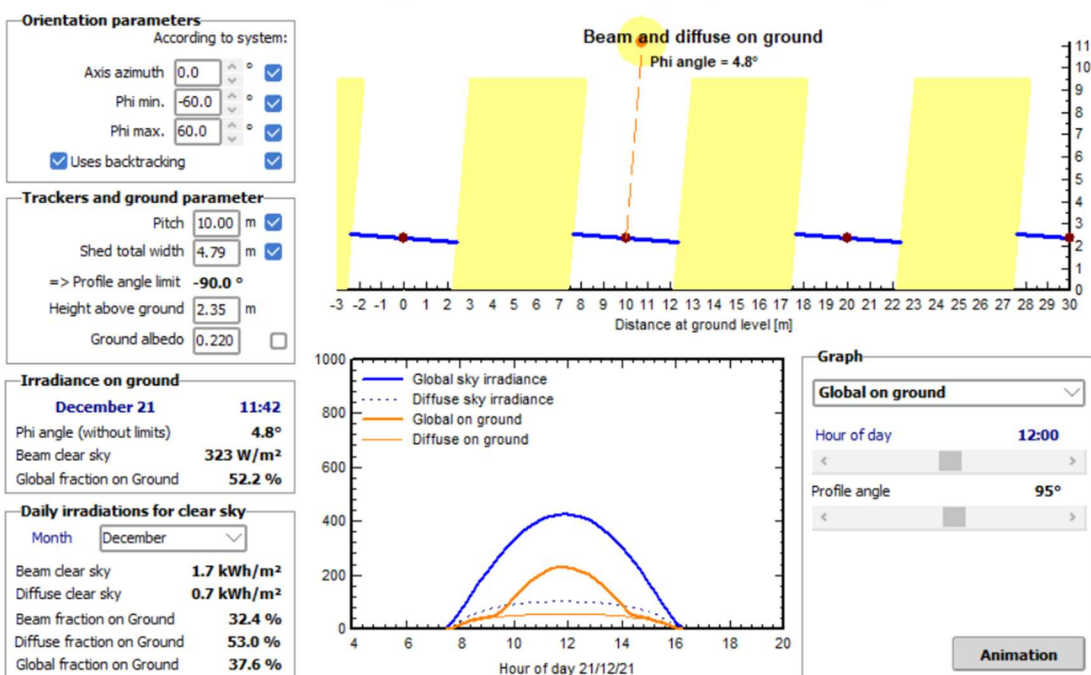 Orientation parameters
According to system:
Axis azimuth 0.0 °
Phi min. -60.0 °
Phi max. 60.0 °
Uses backtracking
Trackers and ground parameter
Pitch 10.00 m
Shed total width 4.79 m
=> Profile angle limit -90.0 °
Height above ground 2.35 m
Ground albedo 0.220
Irradiance on ground
December 21 11:42
Phi angle (without limits) 4.8°
Beam clear sky 323 W/m²
Global fraction on Ground 52.2 %
Daily irradiations for clear sky
Month December
Beam clear sky 1.7 kWh/m²
Diffuse clear sky 0.7 kWh/m²
Beam fraction on Ground 32.4 %
Diffuse fraction on Ground 53.0 %
Global fraction on Ground 37.6 %
Beam and diffuse on ground
Phi angle = 4.8°
11
10
9
8
7
6
5
4
3
2
1
0
-3 -2 -1 0 1 2 3 4 5 6 7 8 9 10 11 12 13 14 15 16 17 18 19 20 21 22 23 24 25 26 27 28 29 30
Distance at ground level [m]
1000
800
600
400
200
0
Global sky irradiance
Diffuse sky irradiance
Global on ground
Diffuse on ground
4 6 8 10 12 14 16 18 20
Hour of day 21/12/21
Graph
Global on ground
Hour of day 12:00
Profile angle 95°
Animation